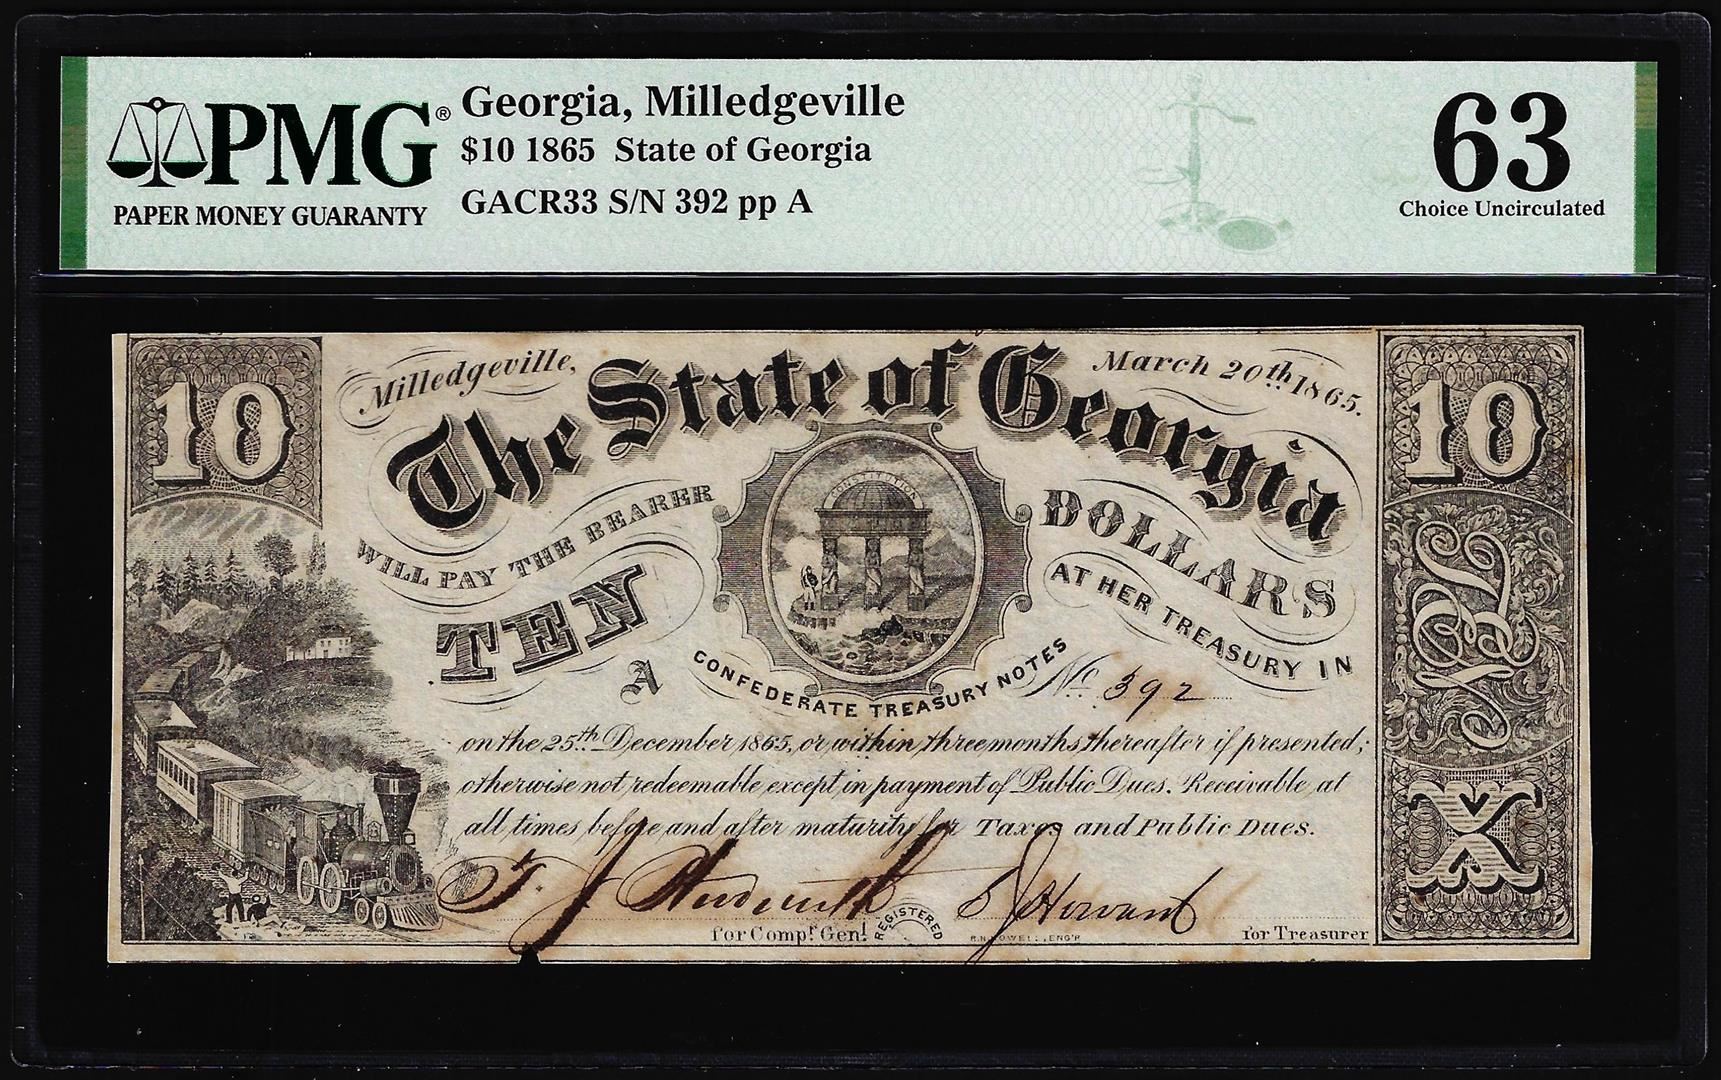 PMG®
PAPER MONEY GUARANTY
Georgia, Milledgeville
$10 1865 State of Georgia
GACR33 S/N 392 pp A
63
Choice Uncirculated
10
Milledgeville,
March 20th 1865.
10
The State of Georgia
CONSTITUTION
WILL PAY THE BEARER
TEN
DOLLARS
AT HER TREASURY IN
A
CONFEDERATE TREASURY NOTES
No. 392
on the 25th December 1865, or within three months thereafter if presented;
otherwise not redeemable, except in payment of Public Dues. Receivable at
all times before and after maturity for Taxes and Public Dues.
X
for Compr. Genl.
REGISTERED
for Treasurer